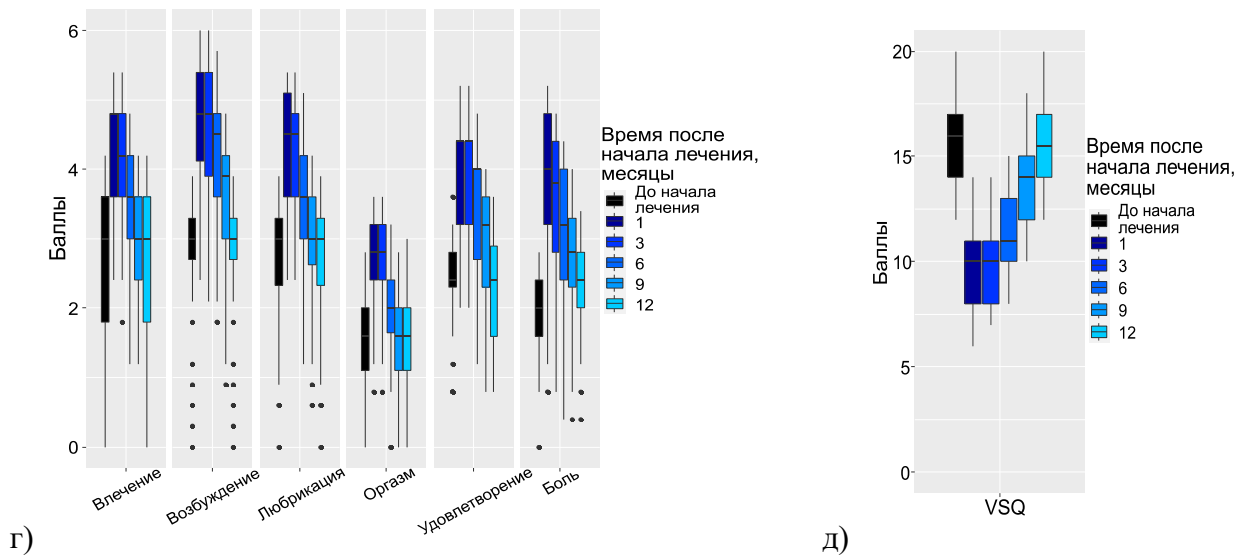 Баллы
6
4
2
0
Влечение
Возбуждение
Любрикация
Оргазм
Удовлетворение
Боль
Время после
начала лечения,
месяцы
До начала
лечения
1
3
6
9
12
г)
Баллы
20
15
10
5
0
VSQ
Время после
начала лечения,
месяцы
До начала
лечения
1
3
6
9
12
д)